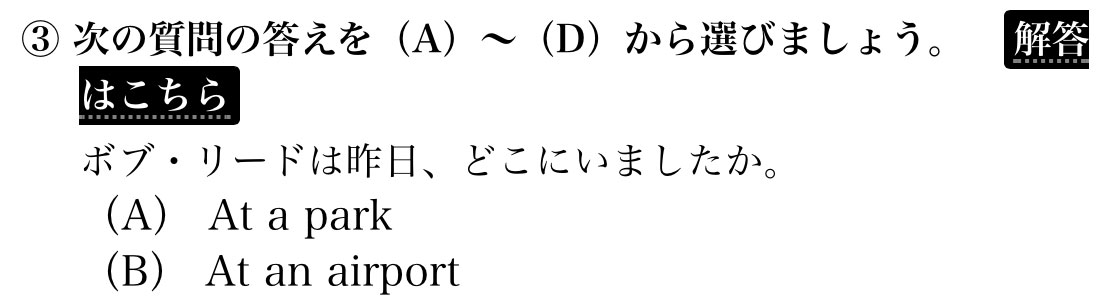 ③ 次の質問の答えを（A）～（D）から選びましょう。 解答
はこちら
ボブ・リードは昨日、どこにいましたか。
（A） At a park
（B） At an airport